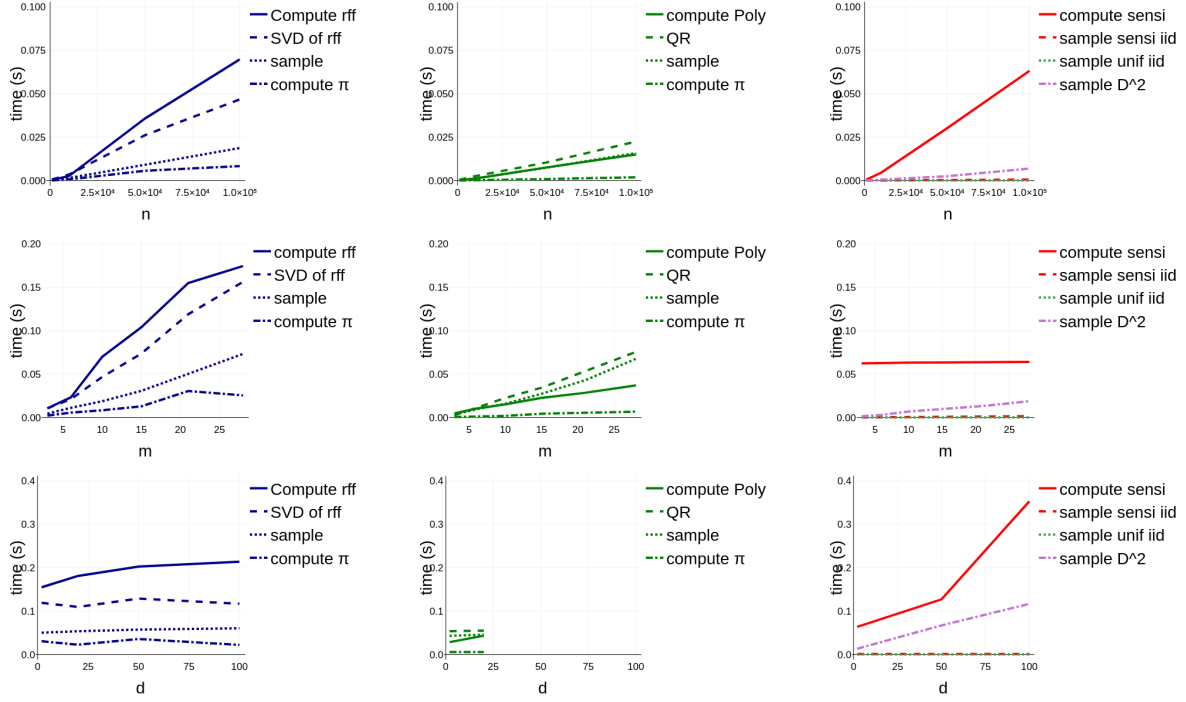 0.100
0.075
0.050
0.025
0.000
time (s)
0
2.5×10⁴
5.0×10⁴
7.5×10⁴
1.0×10⁵
n
Compute rff
SVD of rff
sample
compute π
0.100
0.075
0.050
0.025
0.000
time (s)
0
2.5×10⁴
5.0×10⁴
7.5×10⁴
1.0×10⁵
n
compute Poly
QR
sample
compute π
0.100
0.075
0.050
0.025
0.000
time (s)
0
2.5×10⁴
5.0×10⁴
7.5×10⁴
1.0×10⁵
n
compute sensi
sample sensi iid
sample unif iid
sample D^2
0.20
0.15
0.10
0.05
0.00
time (s)
5
10
15
20
25
m
compute rff
SVD of rff
sample
compute π
0.20
0.15
0.10
0.05
0.00
time (s)
5
10
15
20
25
m
compute Poly
QR
sample
compute π
0.20
0.15
0.10
0.05
0.00
time (s)
5
10
15
20
25
m
compute sensi
sample sensi iid
sample unif iid
sample D^2
0.4
0.3
0.2
0.1
0.0
time (s)
0
25
50
75
100
d
Compute rff
SVD of rff
sample
compute π
0.4
0.3
0.2
0.1
0.0
time (s)
0
25
50
75
100
d
compute Poly
QR
sample
compute π
0.4
0.3
0.2
0.1
0.0
time (s)
0
25
50
75
100
d
compute sensi
sample sensi iid
sample unif iid
sample D^2